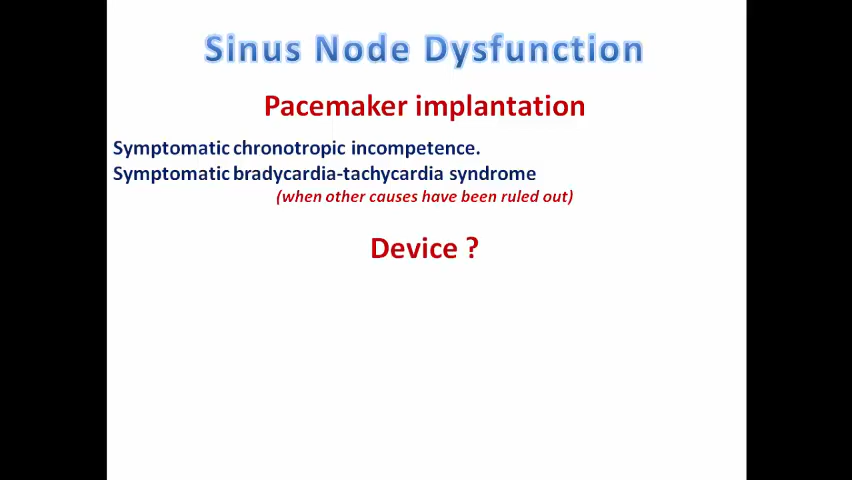 Sinus Node Dysfunction
Pacemaker implantation
Symptomatic chronotropic incompetence.
Symptomatic bradycardia-tachycardia syndrome
(when other causes have been ruled out)
Device ?